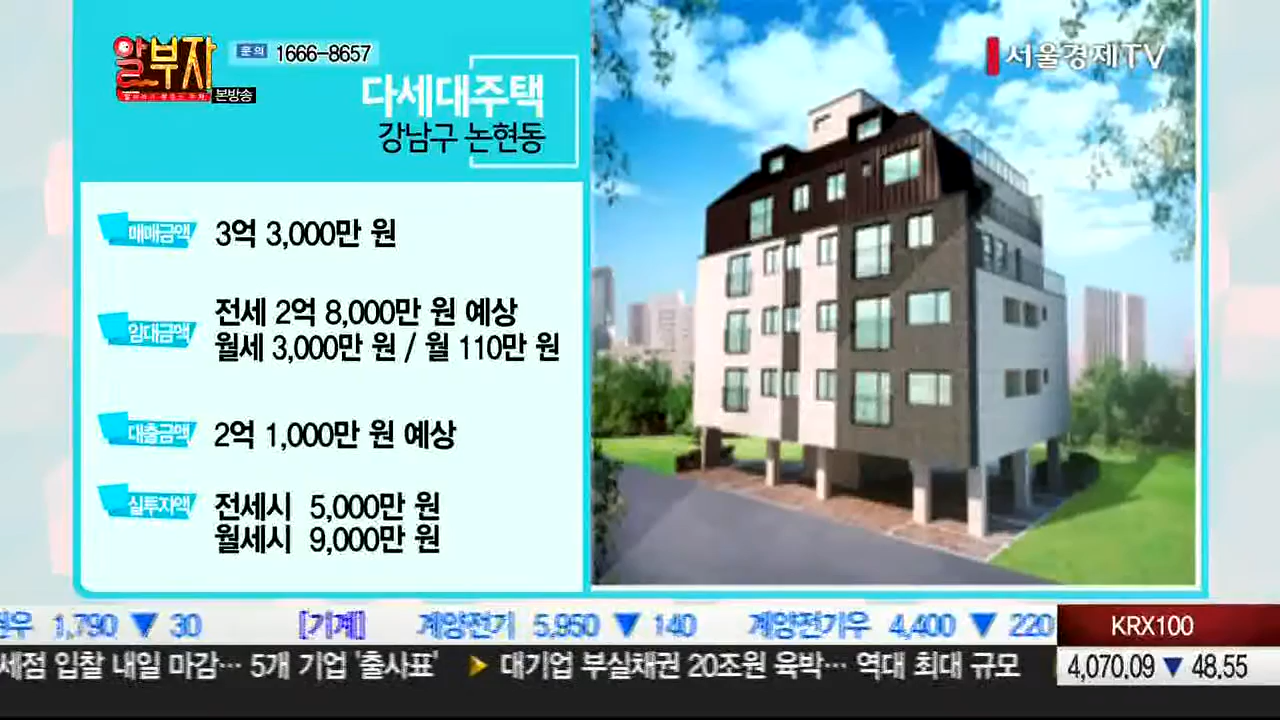 알부자
본방송
문의 1666-8657
서울경제TV
다세대주택
강남구 논현동
매매금액 3억 3,000만 원
임대금액 전세 2억 8,000만 원 예상
월세 3,000만 원 / 월 110만 원
대출금액 2억 1,000만 원 예상
실투자액 전세시 5,000만 원
월세시 9,000만 원
1,790 ▼ 30 [기계] 계양전기 5,950 ▼ 140 계양전기우 4,400 ▼ 220
KRX100
세점 입찰 내일 마감… 5개 기업 '출사표' ▶ 대기업 부실채권 20조원 육박… 역대 최대 규모
4,070.09 ▼ 48.55